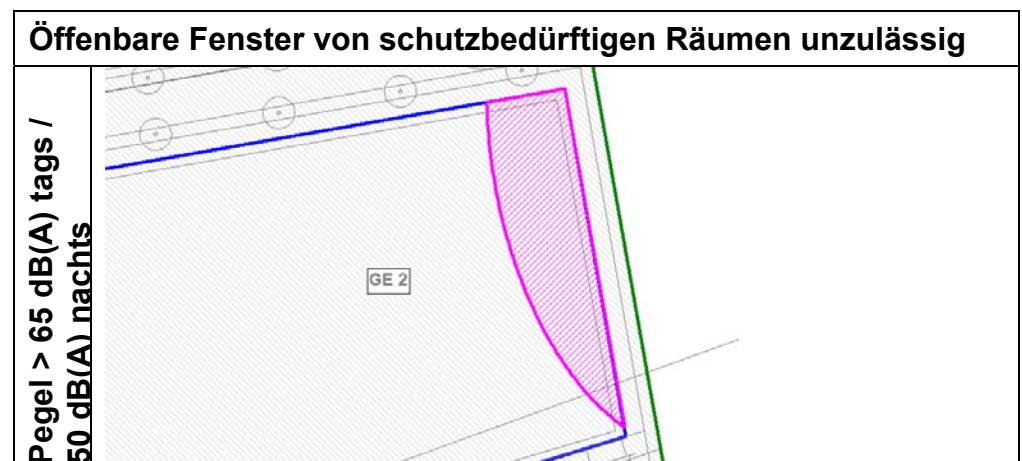 Öffenbare Fenster von schutzbedürftigen Räumen unzulässig
Pegel > 65 dB(A) tags /
50 dB(A) nachts
GE 2